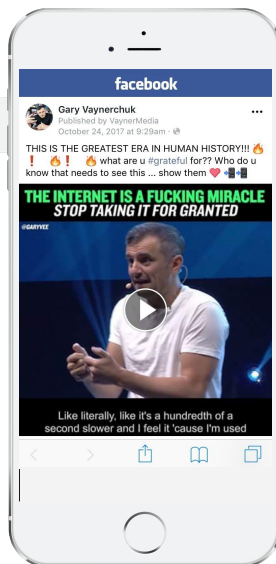 facebook
Gary Vaynerchuk
Published by VaynerMedia
October 24, 2017 at 9:29am ·
THIS IS THE GREATEST ERA IN HUMAN HISTORY!!! 🔥
❗ 🔥❗ 🔥 what are u #grateful for?? Who do u
know that needs to see this ... show them ❤️ 📲📲
THE INTERNET IS A FUCKING MIRACLE
STOP TAKING IT FOR GRANTED
@GARYVEE
Like literally, like it's a hundredth of a
second slower and I feel it 'cause I'm used